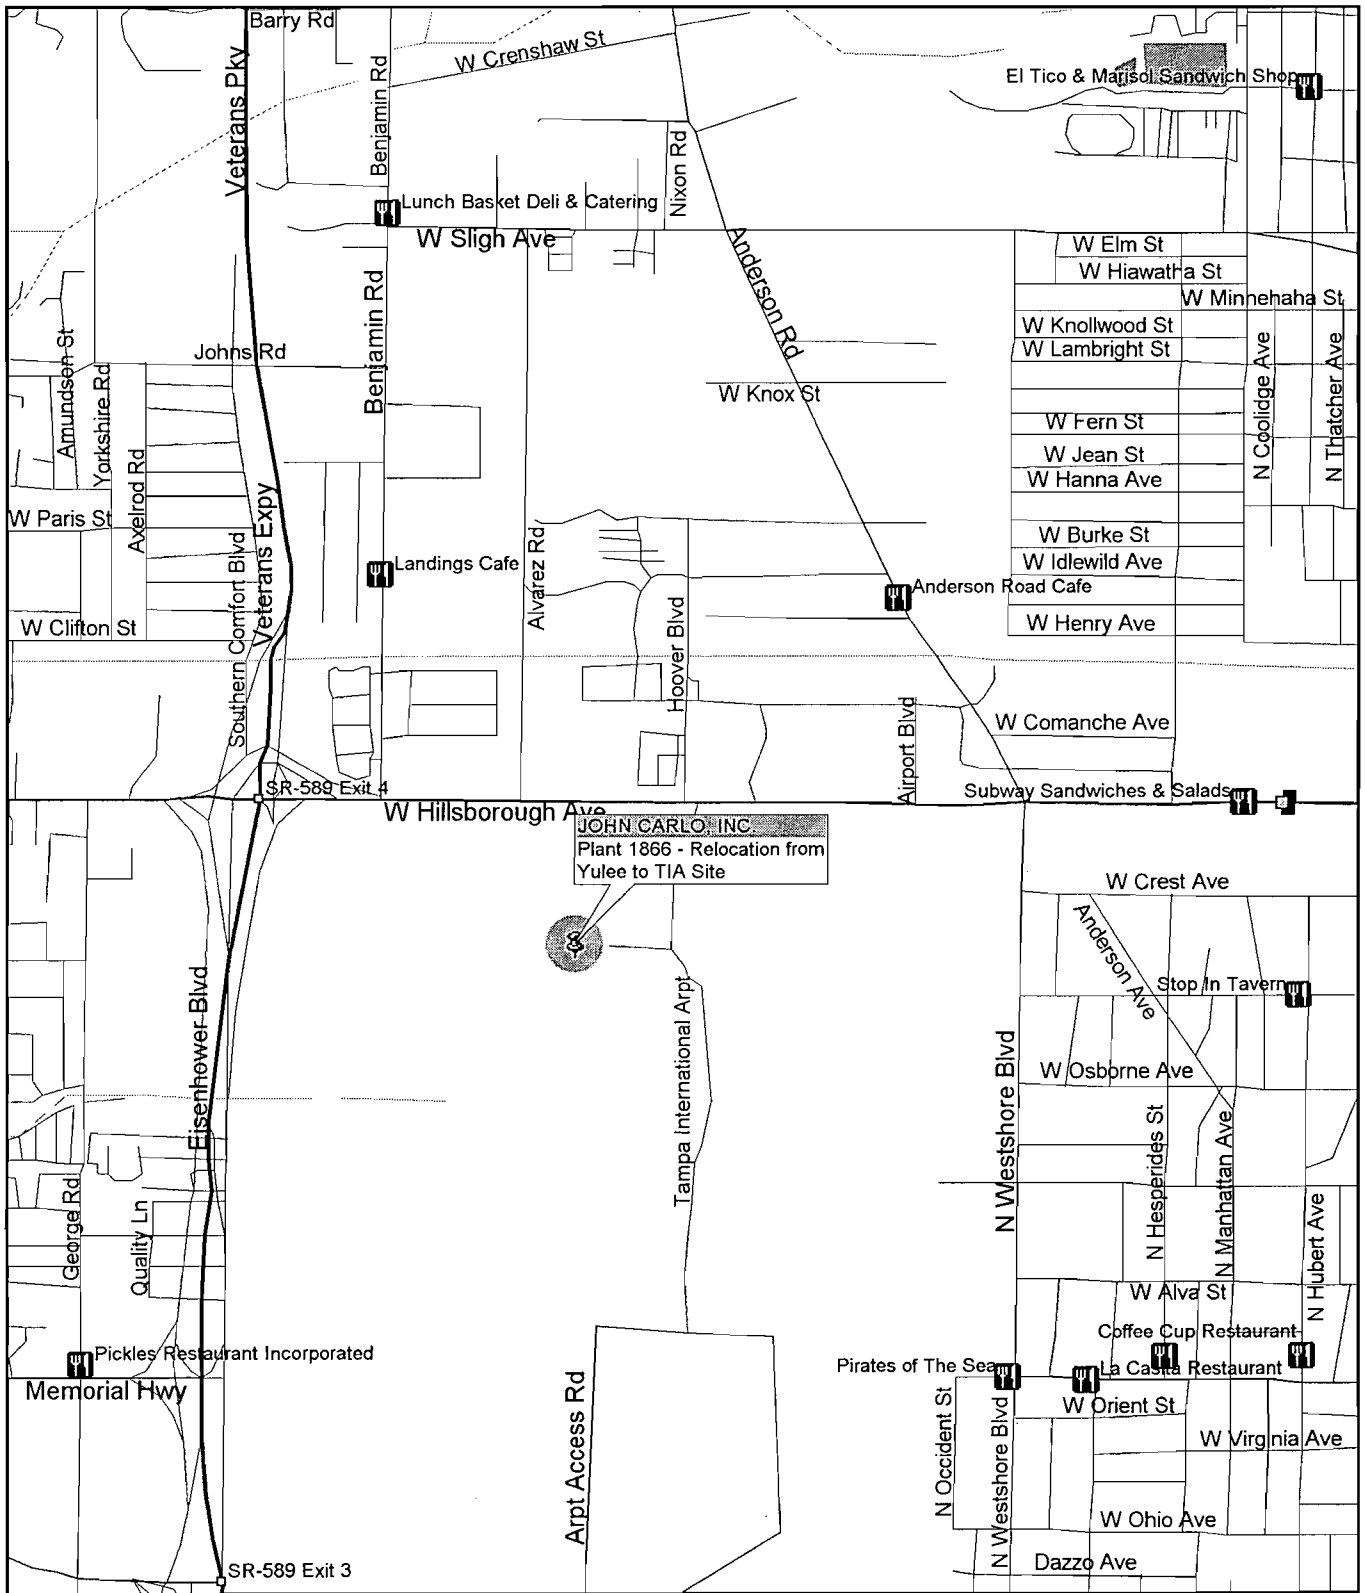 Barry Rd
Veterans Pky
Benjamin Rd
W Crenshaw St
El Tico & Marisol Sandwich Shop
Nixon Rd
Lunch Basket Deli & Catering
W Sligh Ave
Anderson Rd
W Elm St
W Hiawatha St
W Minnehaha St
W Knollwood St
W Lambright St
Johns Rd
Benjamin Rd
Amundson St
Yorkshire Rd
Axelrod Rd
W Knox St
W Fern St
W Jean St
W Hanna Ave
N Coolidge Ave
N Thatcher Ave
W Paris St
Southern Comfort Blvd
Veterans Expy
Alvarez Rd
W Burke St
W Idlewild Ave
Landings Cafe
Anderson Road Cafe
W Clifton St
W Henry Ave
Hoover Blvd
Airport Blvd
W Comanche Ave
SR-589 Exit 4
Subway Sandwiches & Salads
W Hillsborough Ave
JOHN CARLO, INC.
Plant 1866 - Relocation from
Yulee to TIA Site
W Crest Ave
Anderson Ave
Stop In Tavern
Eisenhower Blvd
Tampa International Arpt
N Westshore Blvd
W Osborne Ave
N Hesperides St
N Manhattan Ave
N Hubert Ave
George Rd
Quality Ln
W Alva St
Coffee Cup Restaurant
Pickles Restaurant Incorporated
Pirates of The Sea
La Casita Restaurant
Memorial Hwy
Arpt Access Rd
N Occident St
N Westshore Blvd
W Orient St
W Virginia Ave
W Ohio Ave
Dazzo Ave
SR-589 Exit 3